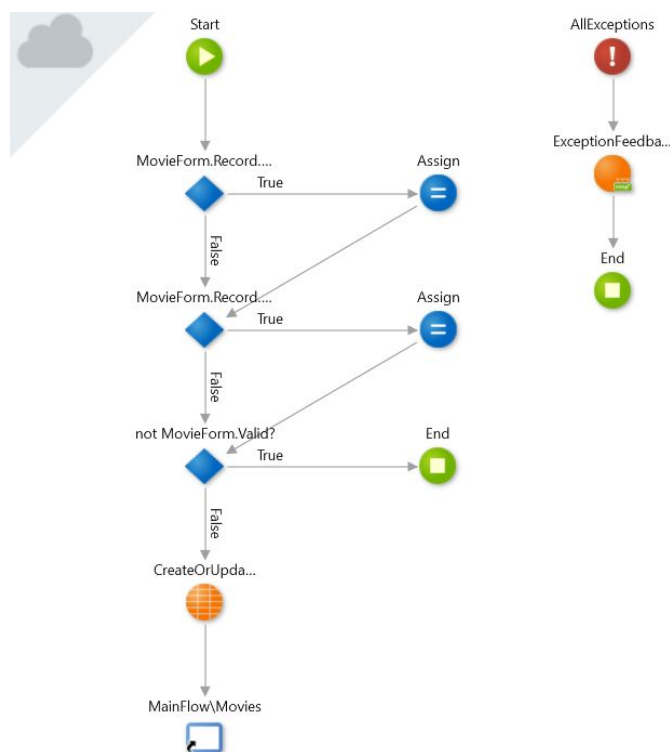 Start
AllExceptions
MovieForm.Record....
True
Assign
ExceptionFeedba...
False
End
MovieForm.Record....
True
Assign
False
not MovieForm.Valid?
True
End
False
CreateOrUpda...
MainFlow\Movies